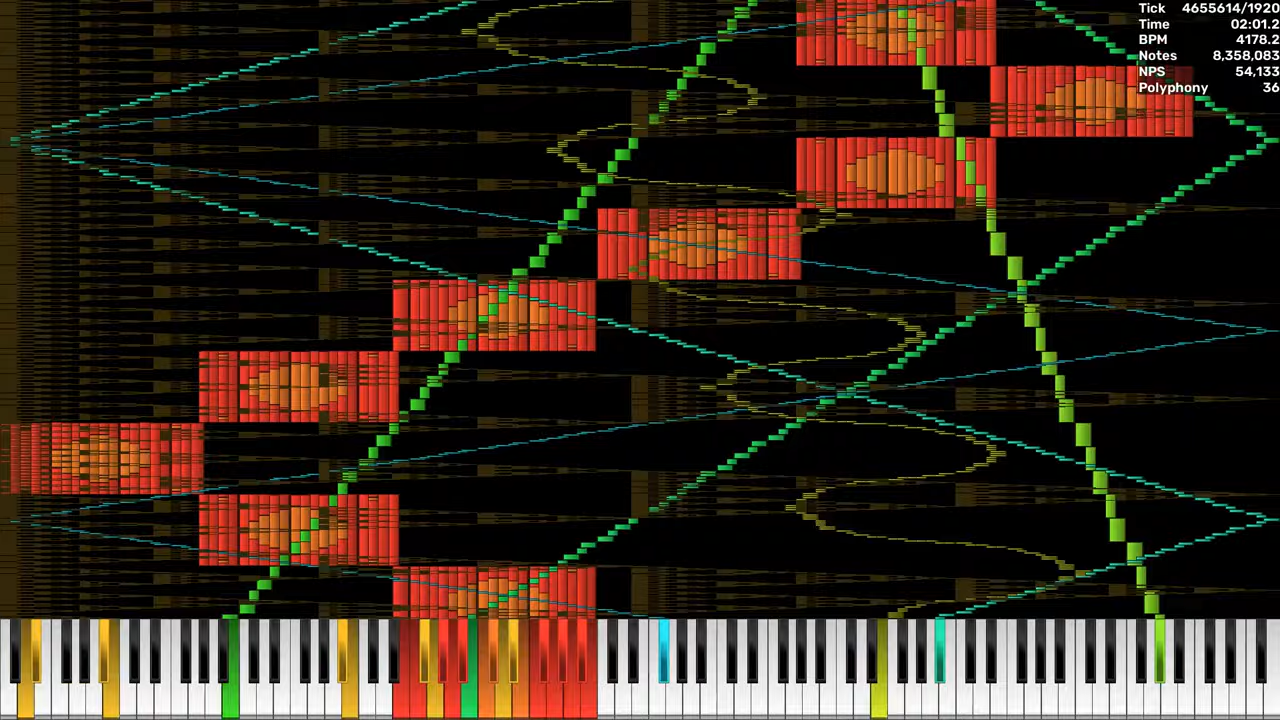 Tick 4655614/1920
Time 02:01.2
BPM 4178.2
Notes 8,358,083
NPS 54,133
Polyphony 36